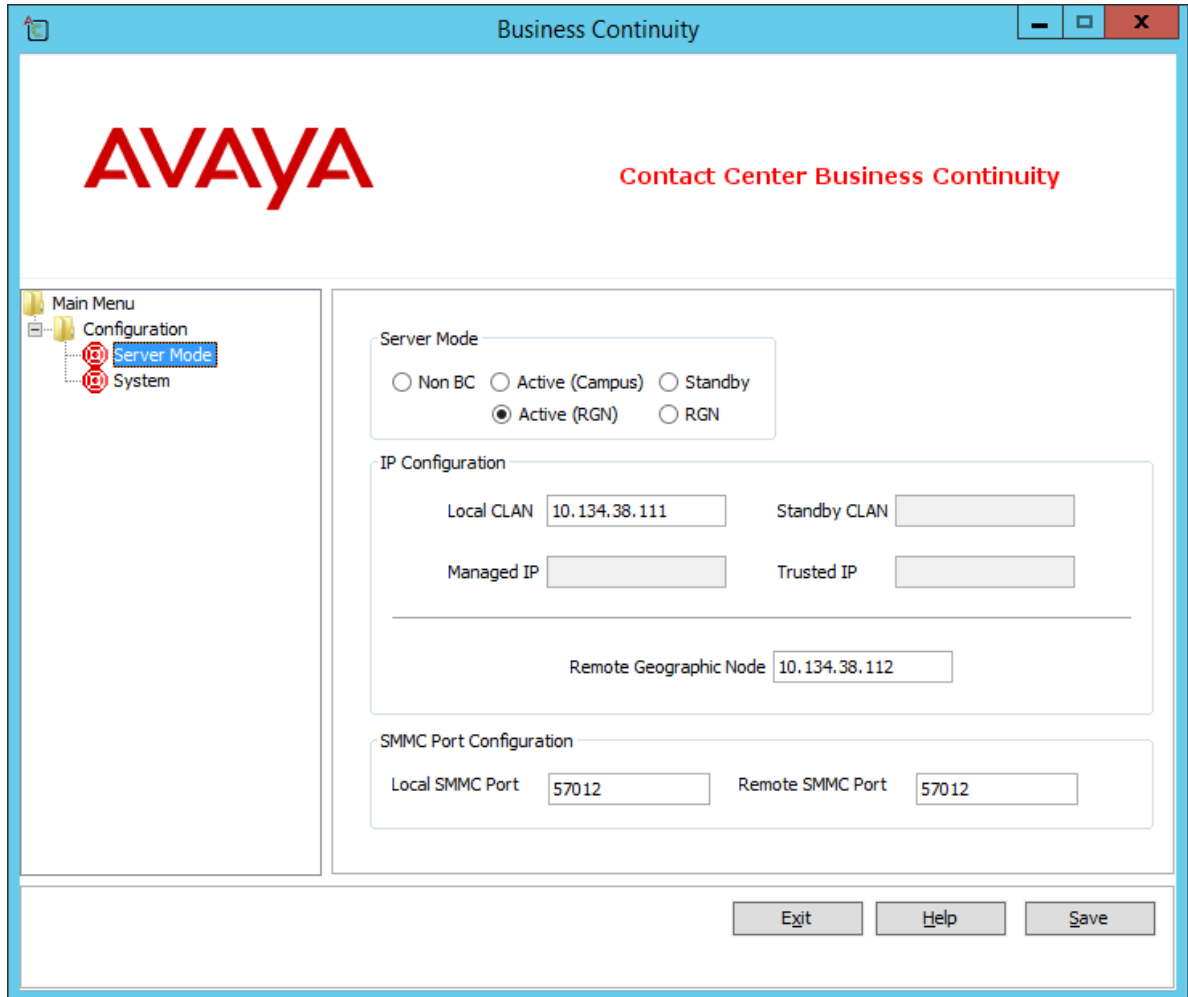 Business Continuity
AVAYA
Contact Center Business Continuity
Main Menu
Configuration
Server Mode
System
Server Mode
Non BC Active (Campus) Standby
Active (RGN) RGN
IP Configuration
Local CLAN 10.134.38.111 Standby CLAN
Managed IP Trusted IP
Remote Geographic Node 10.134.38.112
SMMC Port Configuration
Local SMMC Port 57012 Remote SMMC Port 57012
Exit Help Save